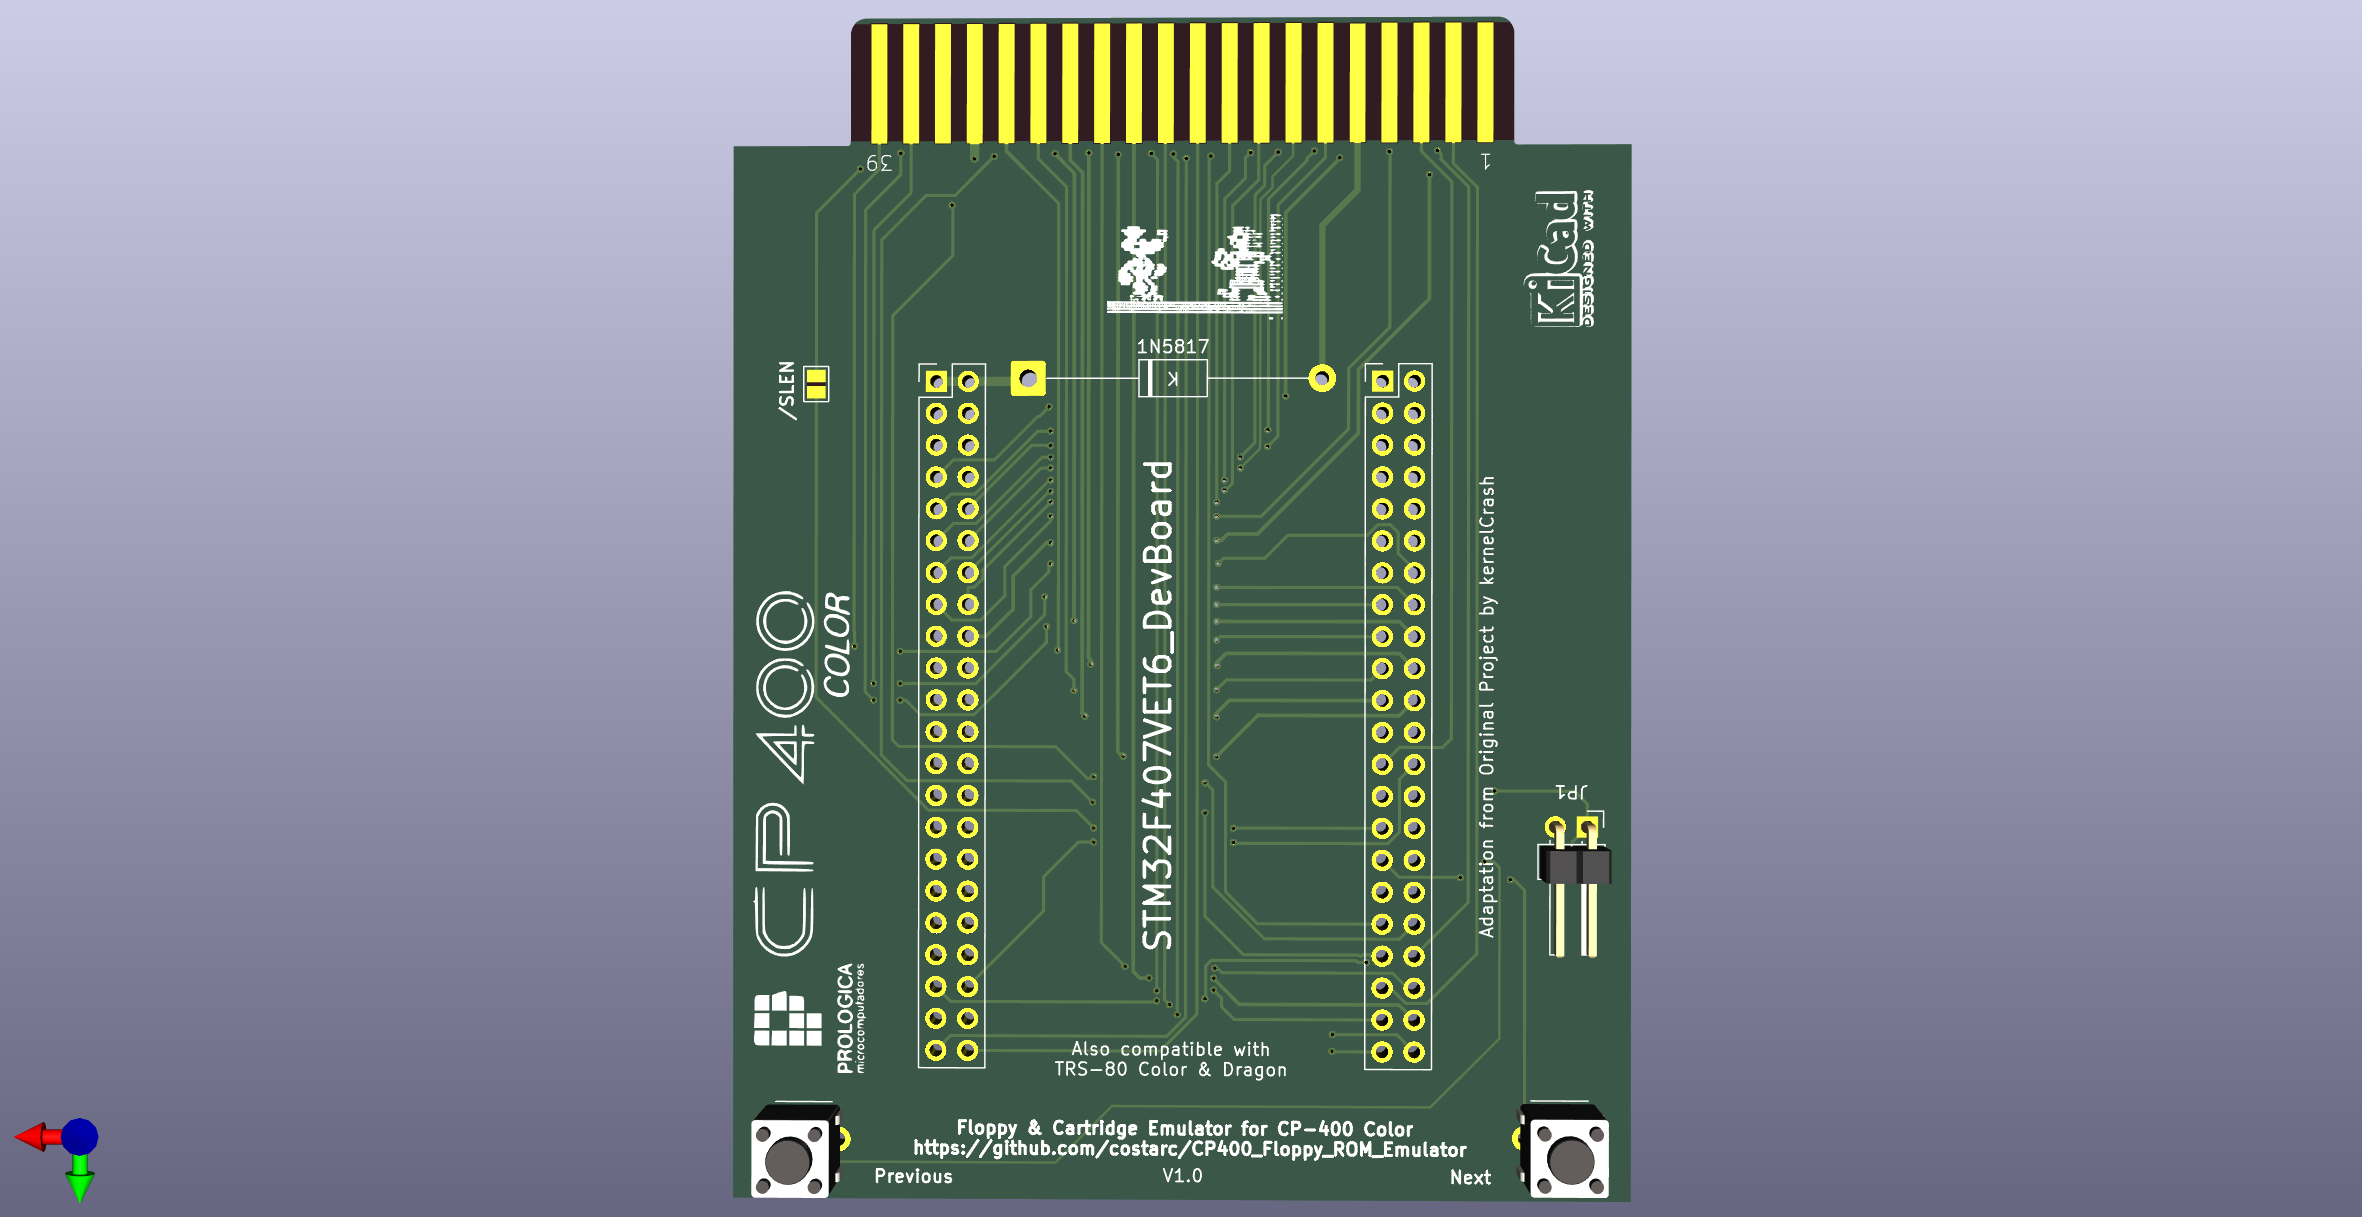 39
1
KiCad
DESIGNED WITH
1N5817
K
/SLEN
STM32F407VET6_DevBoard
Adaptation from Original Project by kernelCrash
CP 400
COLOR
JP1
PROLOGICA
microcomputadores
Also compatible with
TRS-80 Color & Dragon
Floppy & Cartridge Emulator for CP-400 Color
https://github.com/costarc/CP400_Floppy_ROM_Emulator
Previous
V1.0
Next